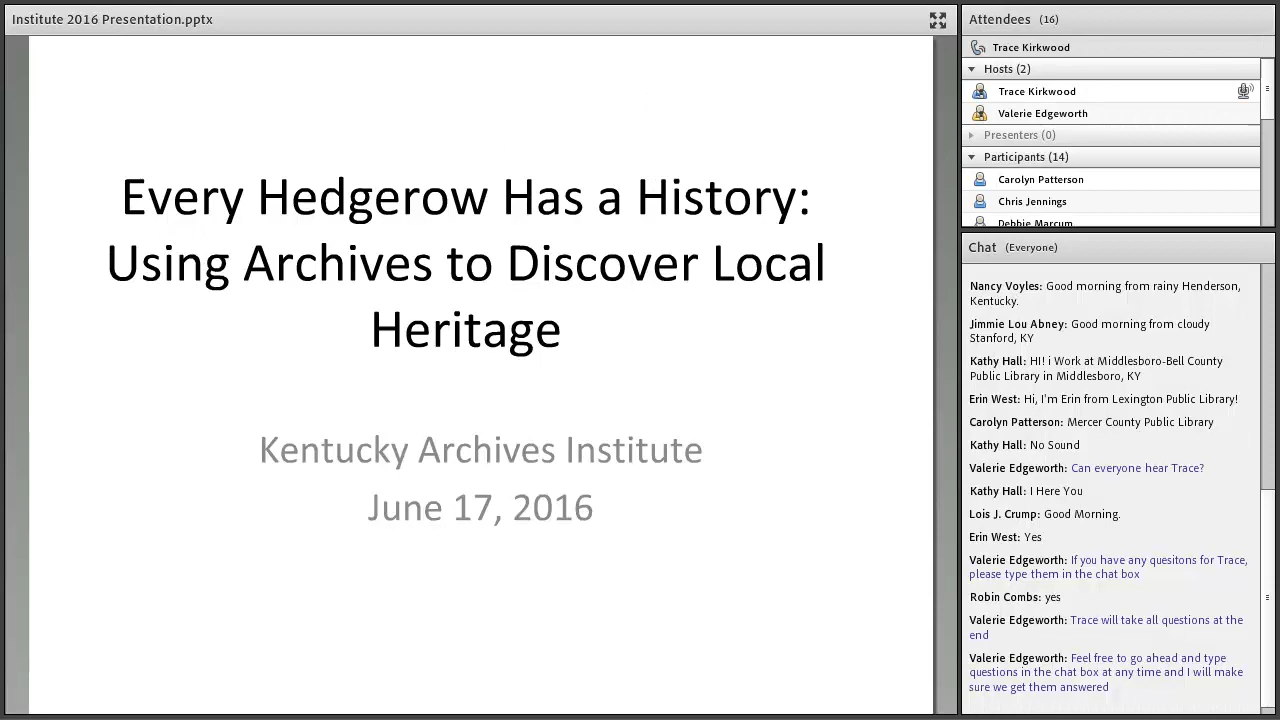 Institute 2016 Presentation.pptx
Every Hedgerow Has a History:
Using Archives to Discover Local
Heritage
Kentucky Archives Institute
June 17, 2016
Attendees (16)
Trace Kirkwood
Hosts (2)
Trace Kirkwood
Valerie Edgeworth
Presenters (0)
Participants (14)
Carolyn Patterson
Chris Jennings
Debbie Marcum
Chat (Everyone)
Nancy Voyles: Good morning from rainy Henderson,
Kentucky.
Jimmie Lou Abney: Good morning from cloudy
Stanford, KY
Kathy Hall: HI! i Work at Middlesboro-Bell County
Public Library in Middlesboro, KY
Erin West: Hi, I'm Erin from Lexington Public Library!
Carolyn Patterson: Mercer County Public Library
Kathy Hall: No Sound
Valerie Edgeworth: Can everyone hear Trace?
Kathy Hall: I Here You
Lois J. Crump: Good Morning.
Erin West: Yes
Valerie Edgeworth: If you have any quesitons for Trace,
please type them in the chat box
Robin Combs: yes
Valerie Edgeworth: Trace will take all questions at the
end
Valerie Edgeworth: Feel free to go ahead and type
questions in the chat box at any time and I will make
sure we get them answered